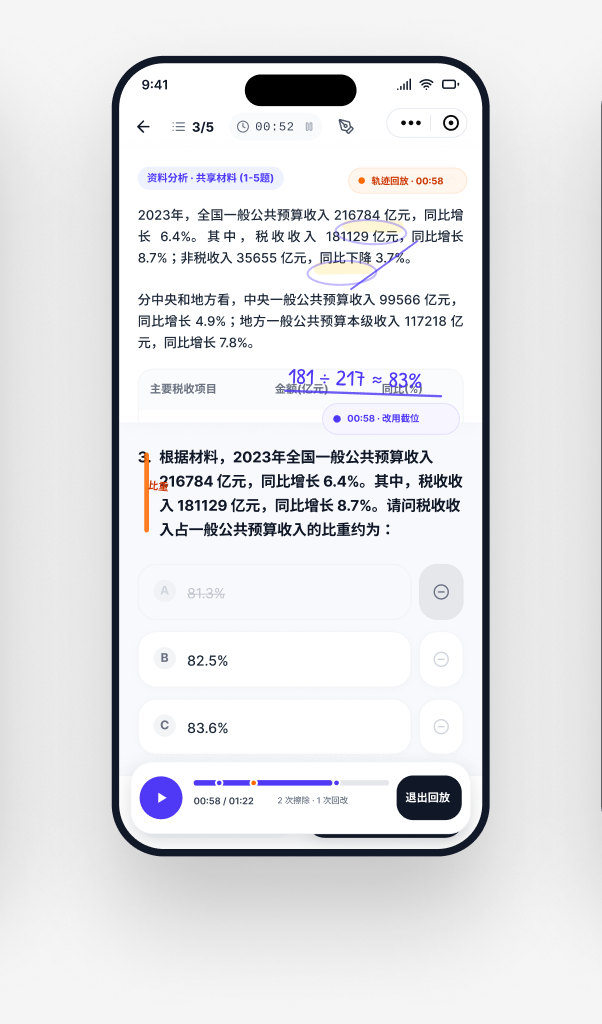 9:41
3/5
00:52
资料分析 · 共享材料 (1-5题)
轨迹回放 · 00:58
2023年，全国一般公共预算收入 216784 亿元，同比增
长 6.4%。其中，税收收入 181129 亿元，同比增长
8.7%；非税收入 35655 亿元，同比下降 3.7%。
分中央和地方看，中央一般公共预算收入 99566 亿元，
同比增长 4.9%；地方一般公共预算本级收入 117218 亿
元，同比增长 7.8%。
181 ÷ 217 ≈ 83%
主要税收项目 金额(亿元) 同比(%)
00:58 · 改用截位
3. 根据材料，2023年全国一般公共预算收入
216784 亿元，同比增长 6.4%。其中，税收收
比重
入 181129 亿元，同比增长 8.7%。请问税收收
入占一般公共预算收入的比重约为：
A 81.3%
B 82.5%
C 83.6%
00:58 / 01:22 2 次擦除 · 1 次回改
退出回放